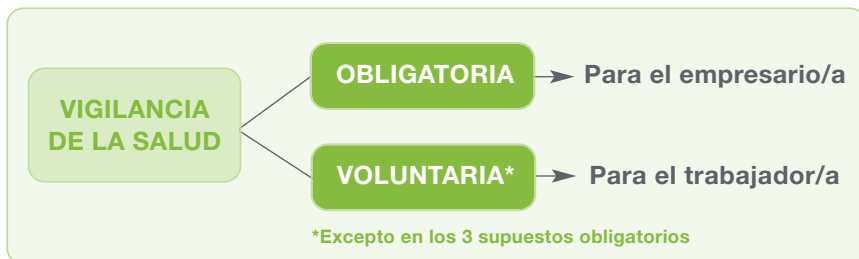 VIGILANCIA
DE LA SALUD
OBLIGATORIA
Para el empresario/a
VOLUNTARIA*
Para el trabajador/a
*Excepto en los 3 supuestos obligatorios